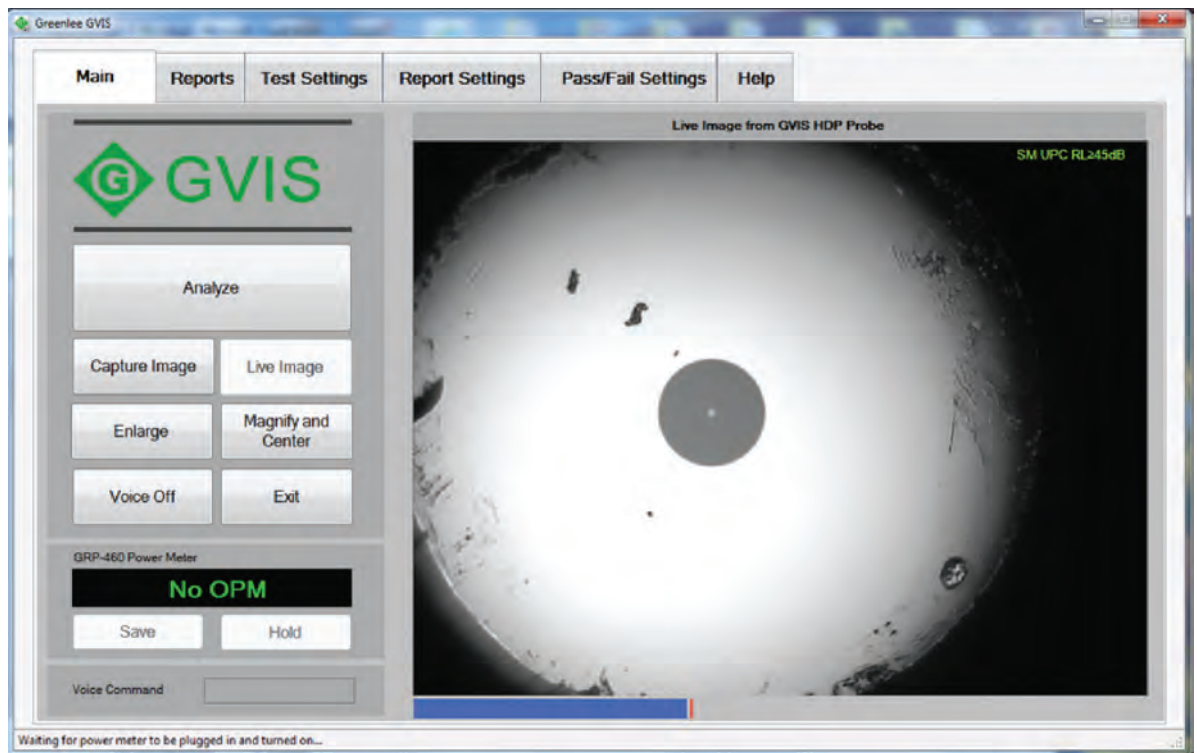 Greenlee GVIS
Main
Reports
Test Settings
Report Settings
Pass/Fail Settings
Help
G GVIS
Analyze
Capture Image
Live Image
Enlarge
Magnify and
Center
Voice Off
Exit
GRP-460 Power Meter
No OPM
Save
Hold
Voice Command
Live Image from GVIS HDP Probe
SM UPC RL≥45dB
Waiting for power meter to be plugged in and turned on...